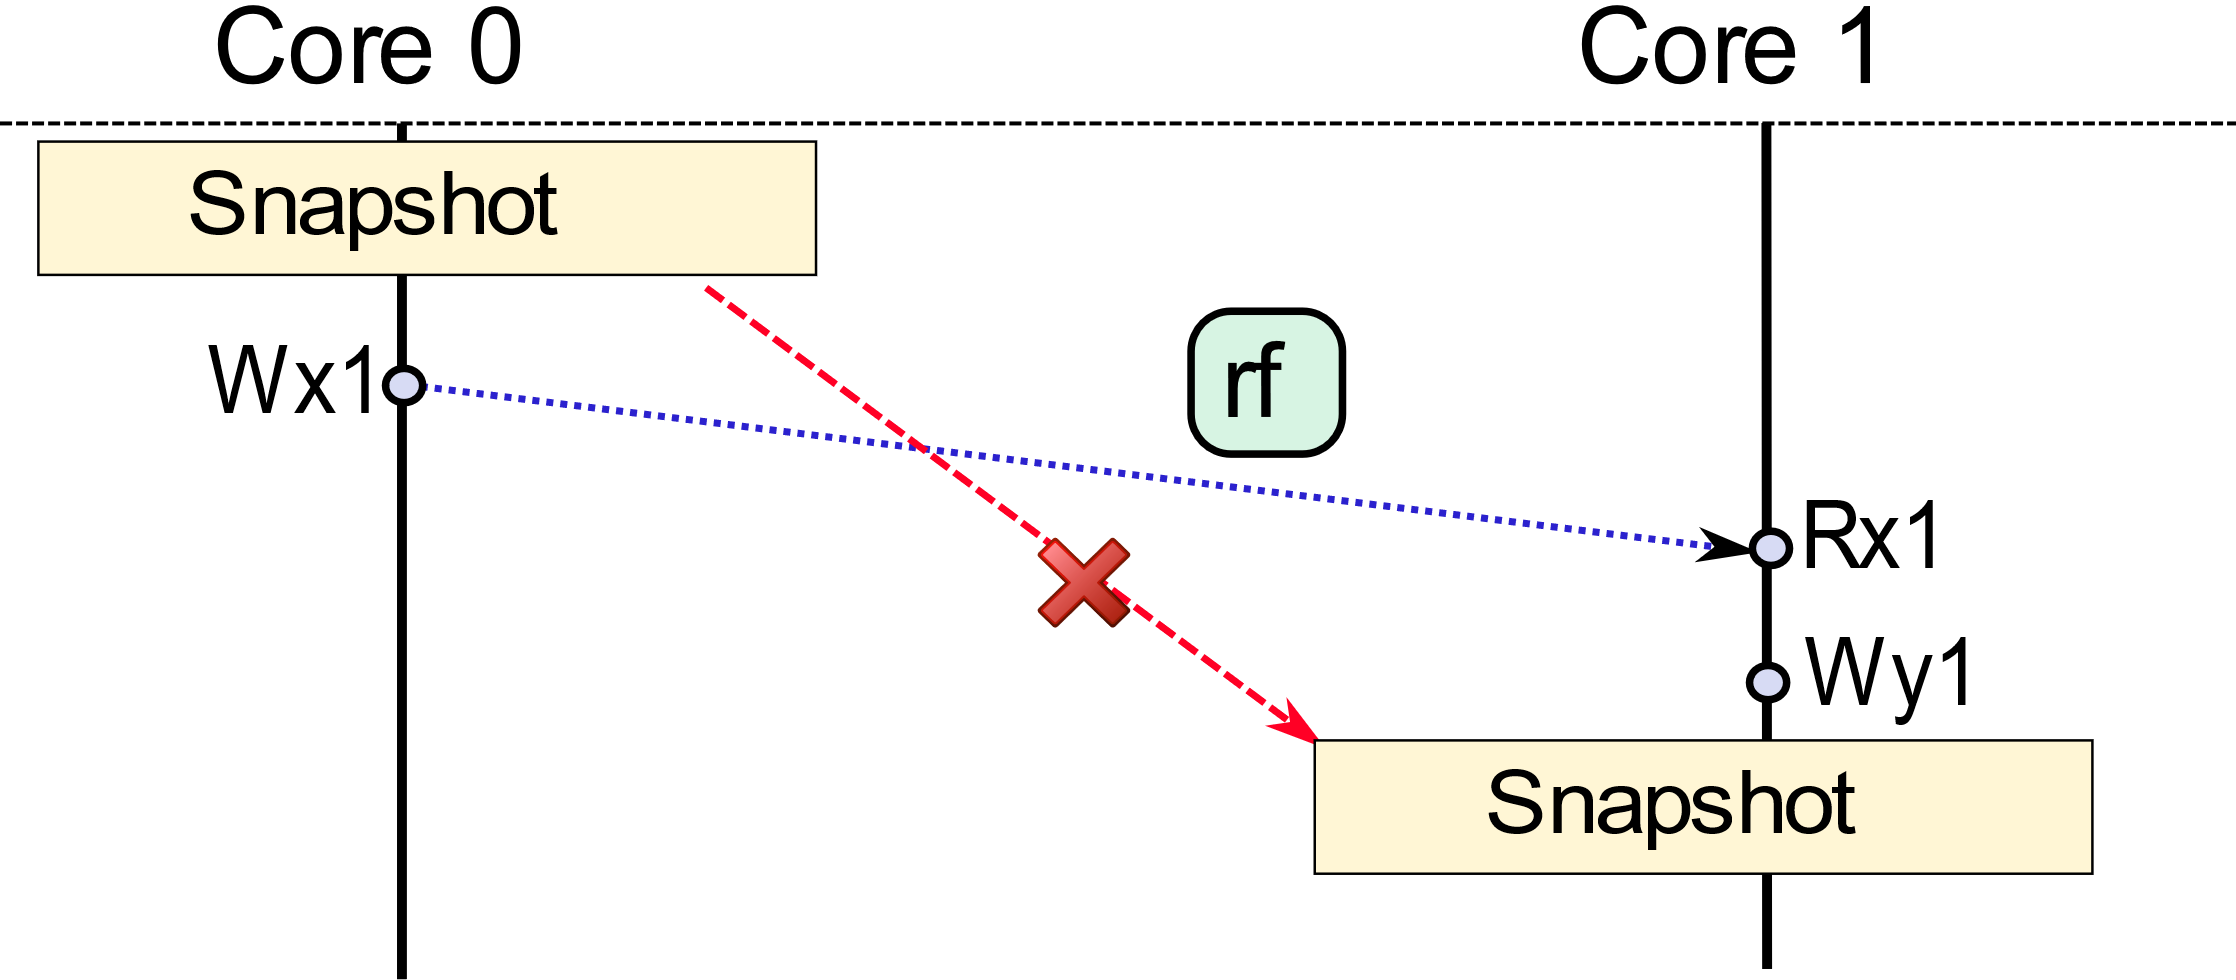 Core 0
Core 1
Snapshot
Wx1
rf
Rx1
Wy1
Snapshot